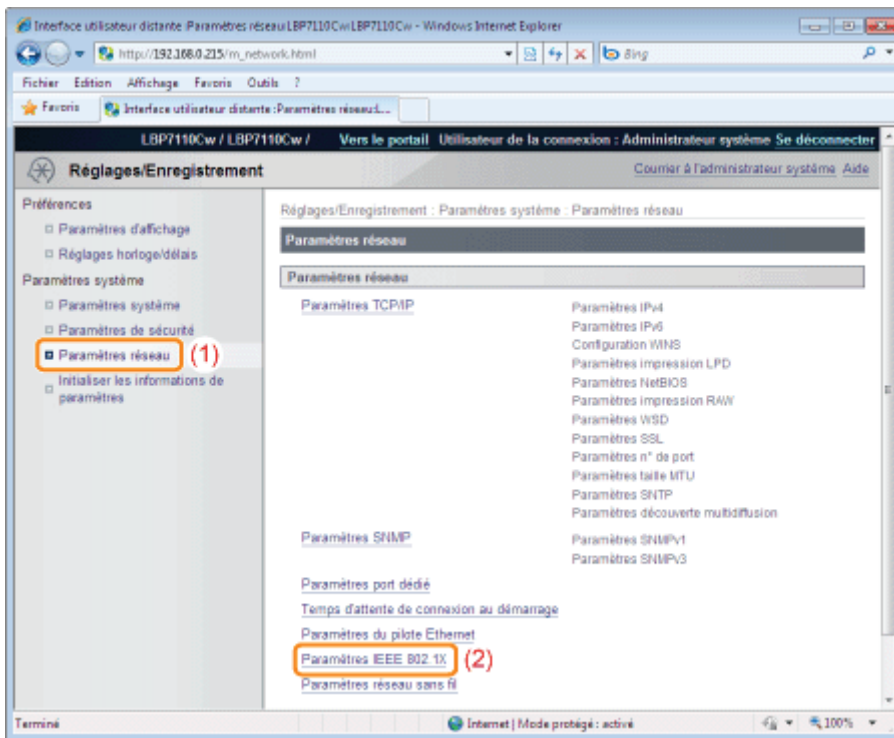 Interface utilisateur distante :Paramètres réseau:LBP7110Cw:LBP7110Cw - Windows Internet Explorer
http://192.168.0.215/m_network.html
Bing
Fichier Edition Affichage Favoris Outils ?
Favoris Interface utilisateur distante :Paramètres réseau:L...
LBP7110Cw / LBP7110Cw / Vers le portail Utilisateur de la connexion : Administrateur système Se déconnecter
Réglages/Enregistrement Courrier à l'administrateur système Aide
Préférences
Paramètres d'affichage
Réglages horloge/délais
Paramètres système
Paramètres système
Paramètres de sécurité
Paramètres réseau (1)
Initialiser les informations de
paramètres
Réglages/Enregistrement : Paramètres système : Paramètres réseau
Paramètres réseau
Paramètres réseau
Paramètres TCP/IP
Paramètres IPv4
Paramètres IPv6
Configuration WINS
Paramètres impression LPD
Paramètres NetBIOS
Paramètres impression RAW
Paramètres WSD
Paramètres SSL
Paramètres n° de port
Paramètres taille MTU
Paramètres SNTP
Paramètres découverte multidiffusion
Paramètres SNMP
Paramètres SNMPv1
Paramètres SNMPv3
Paramètres port dédié
Temps d'attente de connexion au démarrage
Paramètres du pilote Ethernet
Paramètres IEEE 802.1X (2)
Paramètres réseau sans fil
Terminé Internet | Mode protégé : activé 100%